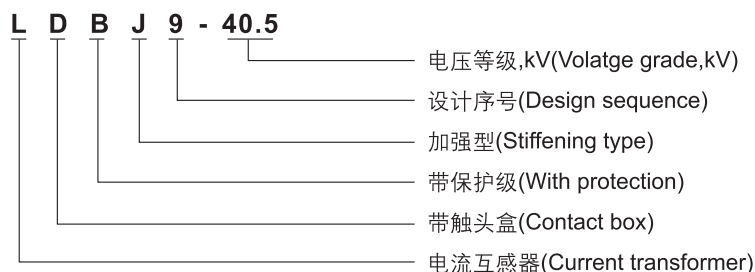 L D B J 9 - 40.5
电压等级,kV(Volatge grade,kV)
设计序号(Design sequence)
加强型(Stiffening type)
带保护级(With protection)
带触头盒(Contact box)
电流互感器(Current transformer)